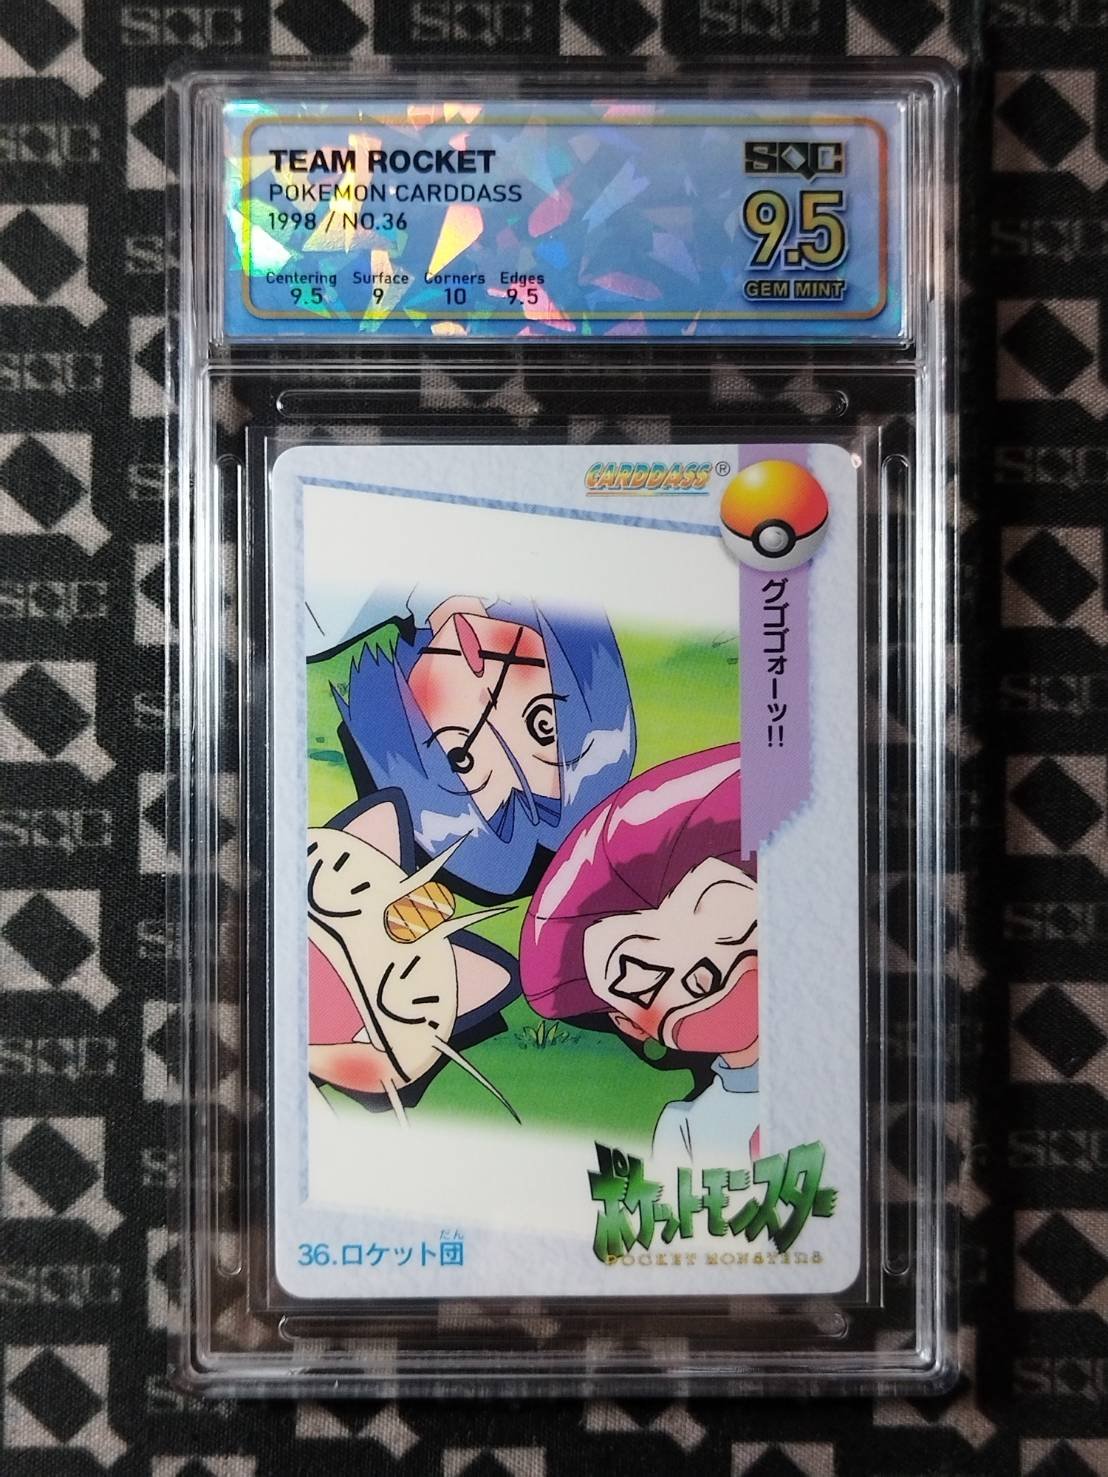 TEAM ROCKET
POKEMON CARDDASS
1998 / NO.36
Centering Surface Corners Edges
9.5 9 10 9.5
SQC
9.5
GEM MINT
CARDDASS®
グゴゴォーッ!!
ポケットモンスター
POCKET MONSTERS
だん
36.ロケット団